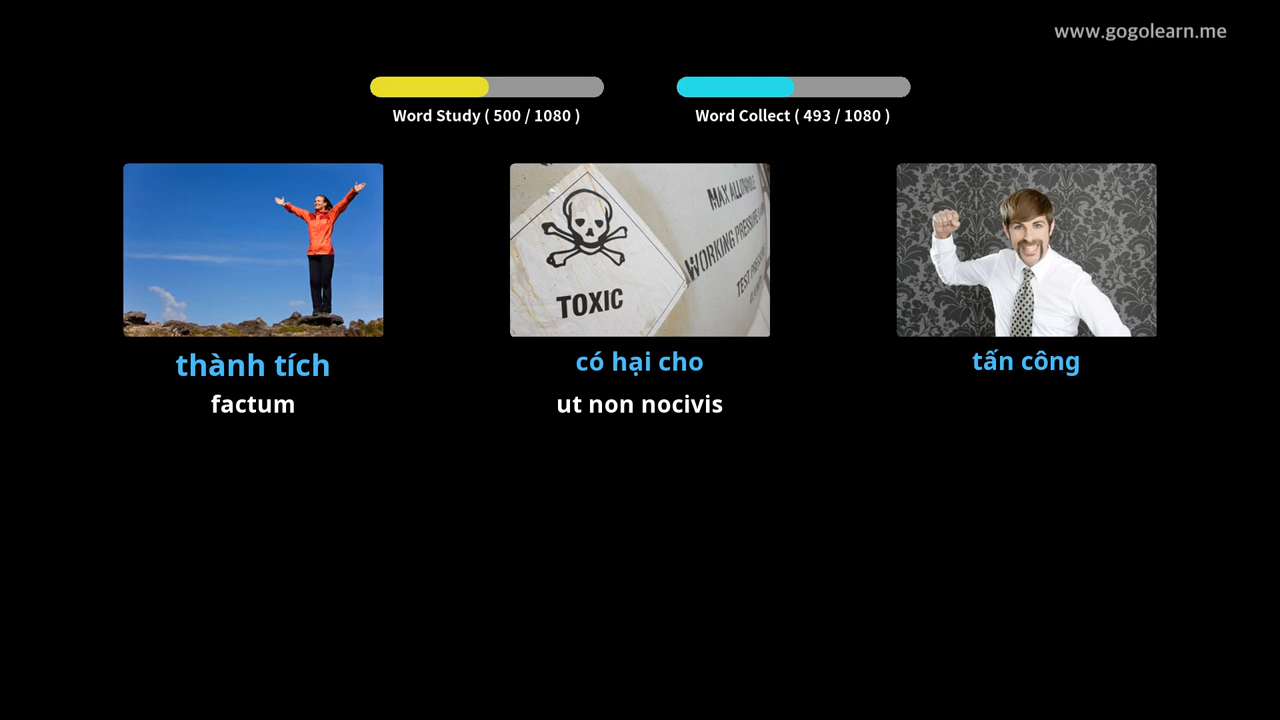 www.gogolearn.me
Word Study ( 500 / 1080 )
Word Collect ( 493 / 1080 )
TOXIC
MAX ALLOWABLE
WORKING PRESSURE
TEST
thành tích
có hại cho
tấn công
factum
ut non nocivis